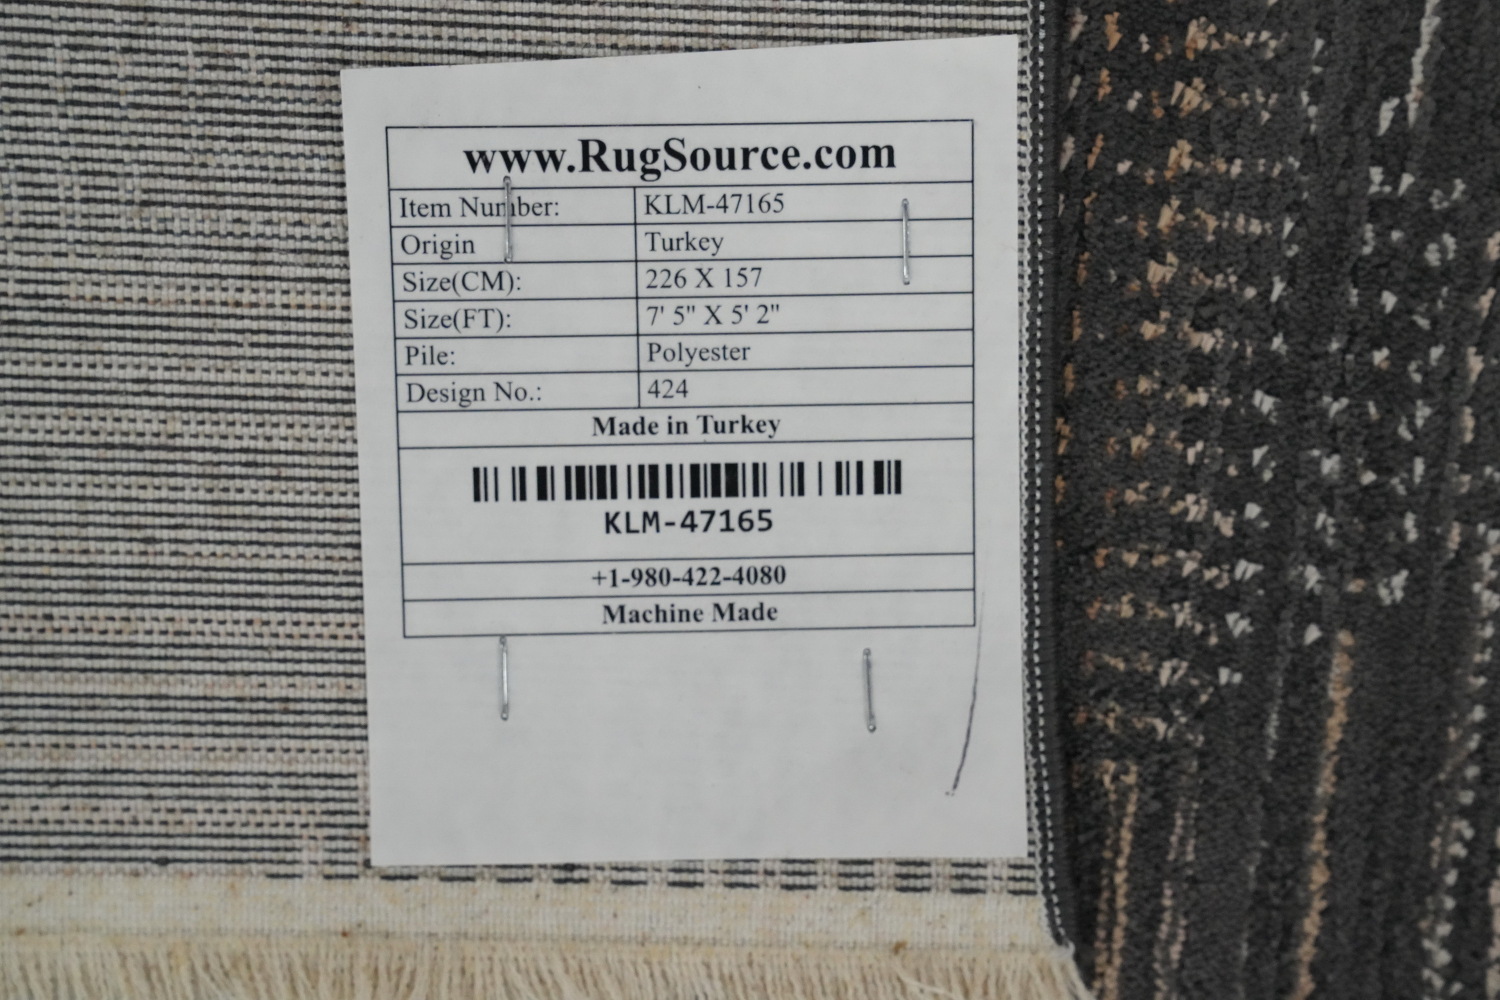 www.RugSource.com
Item Number: KLM-47165
Origin Turkey
Size(CM): 226 X 157
Size(FT): 7' 5" X 5' 2"
Pile: Polyester
Design No.: 424
Made in Turkey
KLM-47165
+1-980-422-4080
Machine Made